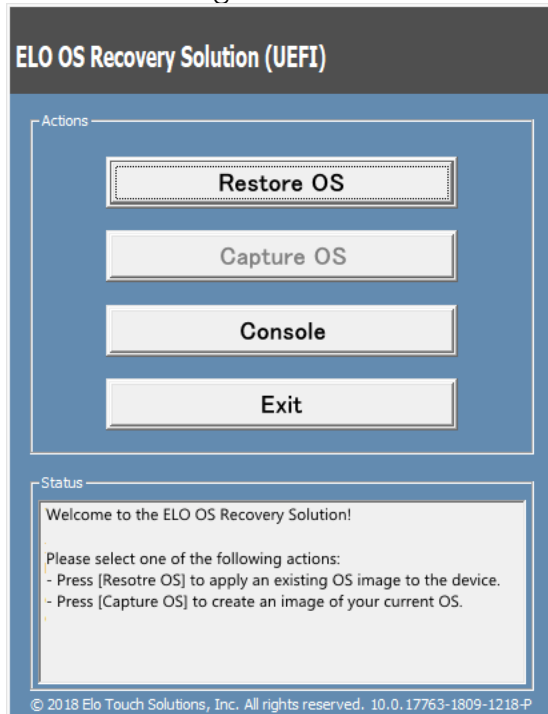 ELO OS Recovery Solution (UEFI)
Actions
Restore OS
Capture OS
Console
Exit
Status
Welcome to the ELO OS Recovery Solution!
Please select one of the following actions:
- Press [Resotre OS] to apply an existing OS image to the device.
- Press [Capture OS] to create an image of your current OS.
© 2018 Elo Touch Solutions, Inc. All rights reserved. 10.0.17763-1809-1218-P